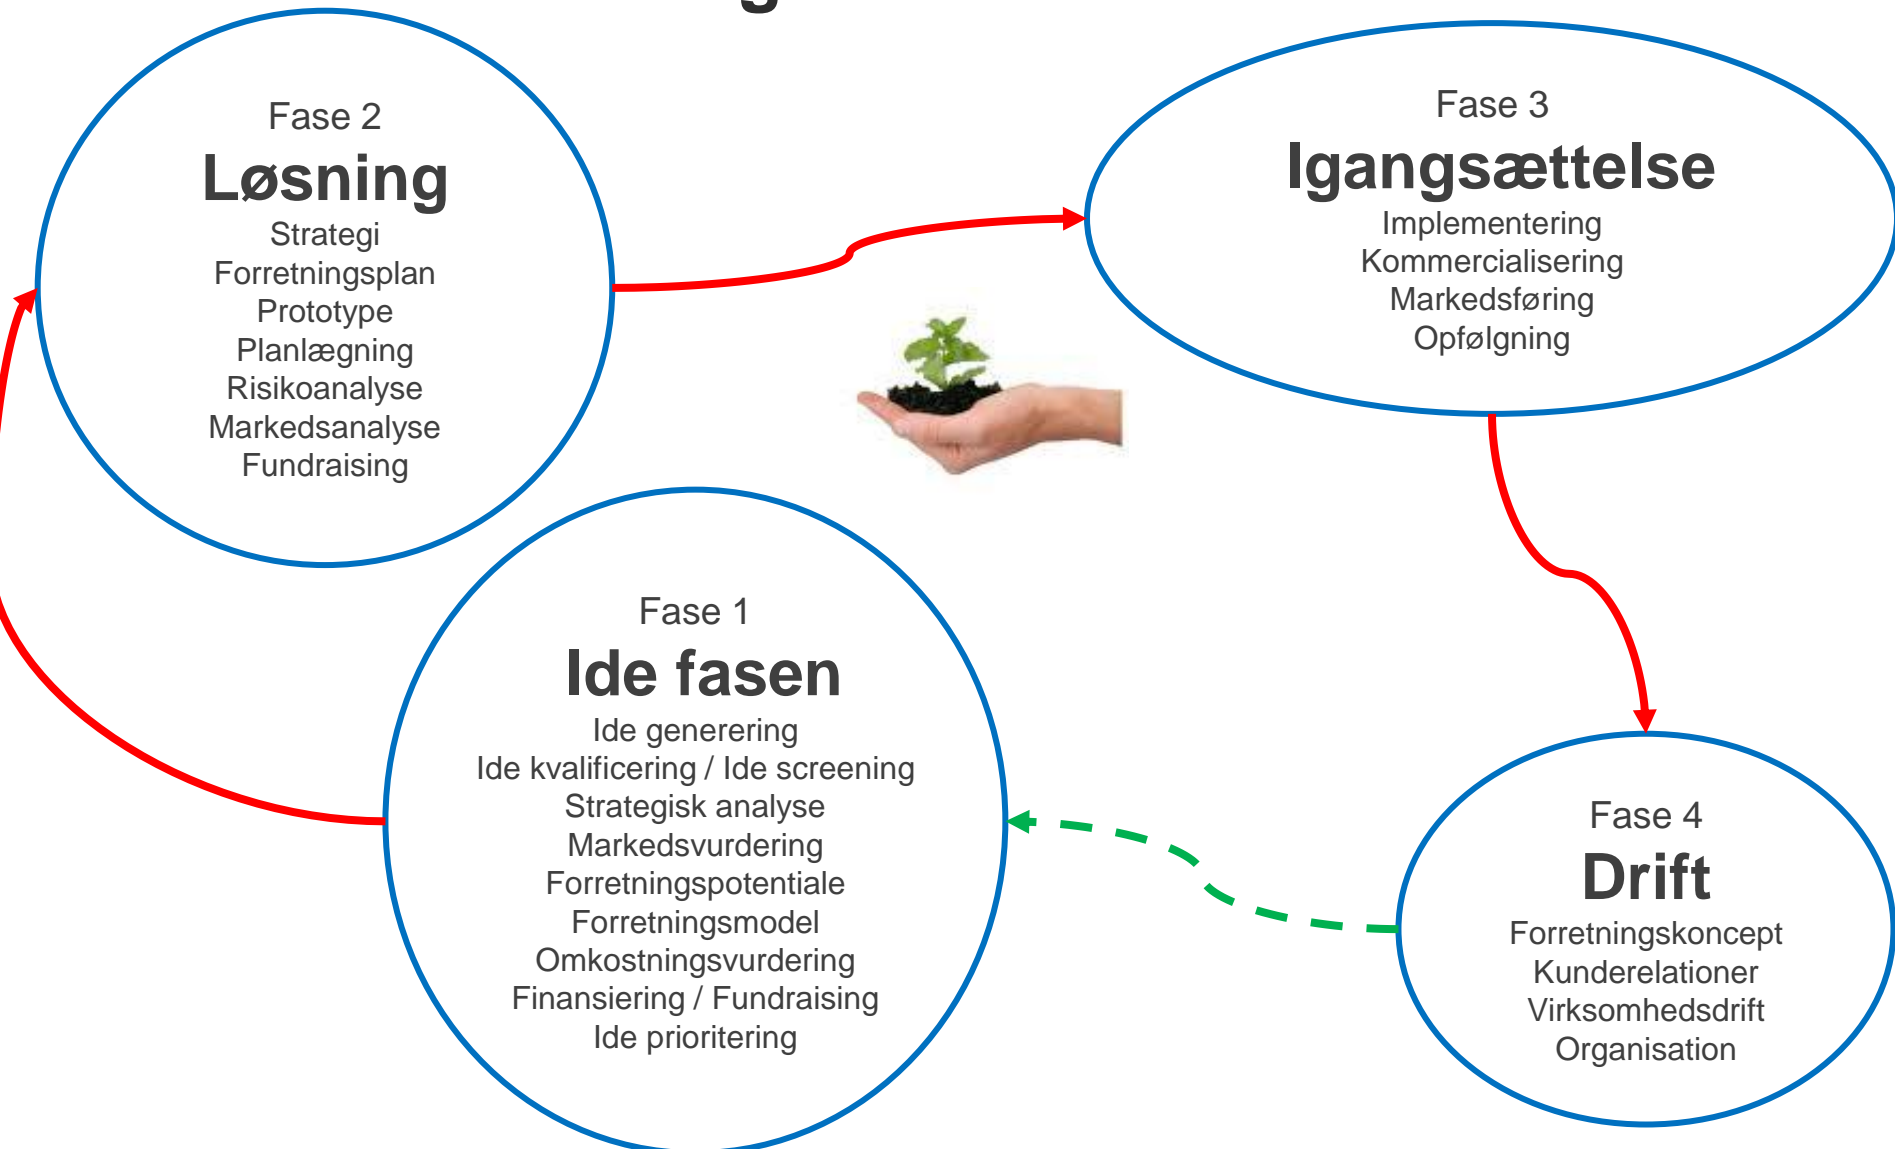 Fase 2
Løsning
Strategi
Forretningsplan
Prototype
Planlægning
Risikoanalyse
Markedsanalyse
Fundraising
Fase 3
Igangsættelse
Implementering
Kommercialisering
Markedsføring
Opfølgning
Fase 1
Ide fasen
Ide generering
Ide kvalificering / Ide screening
Strategisk analyse
Markedsvurdering
Forretningspotentiale
Forretningsmodel
Omkostningsvurdering
Finansiering / Fundraising
Ide prioritering
Fase 4
Drift
Forretningskoncept
Kunderelationer
Virksomhedsdrift
Organisation